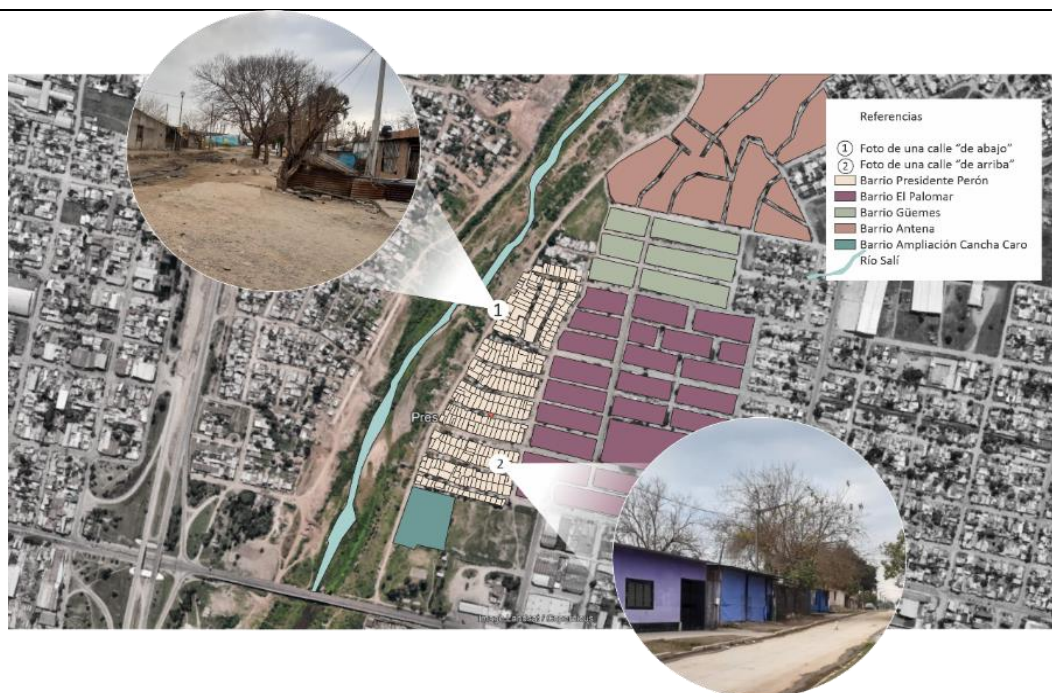 Referencias
1 Foto de una calle "de abajo"
2 Foto de una calle "de arriba"
Barrio Presidente Perón
Barrio El Palomar
Barrio Güemes
Barrio Antena
Barrio Ampliación Cancha Caro
Río Salí
1
Pres
2